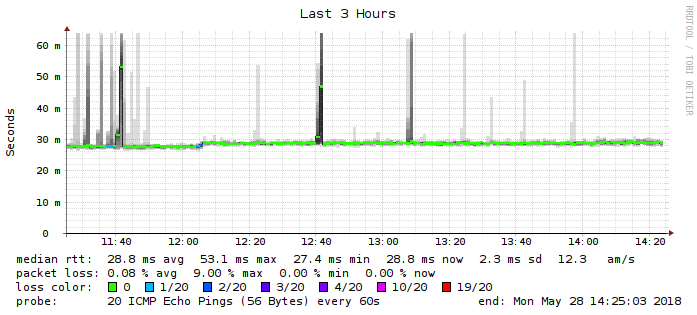 Last 3 Hours
RRDTOOL / TOBI OETIKER
Seconds
60 m
50 m
40 m
30 m
20 m
10 m
0
11:40 12:00 12:20 12:40 13:00 13:20 13:40 14:00 14:20
median rtt: 28.8 ms avg 53.1 ms max 27.4 ms min 28.8 ms now 2.3 ms sd 12.3 am/s
packet loss: 0.08 % avg 9.00 % max 0.00 % min 0.00 % now
loss color: 0 1/20 2/20 3/20 4/20 10/20 19/20
probe: 20 ICMP Echo Pings (56 Bytes) every 60s end: Mon May 28 14:25:03 2018